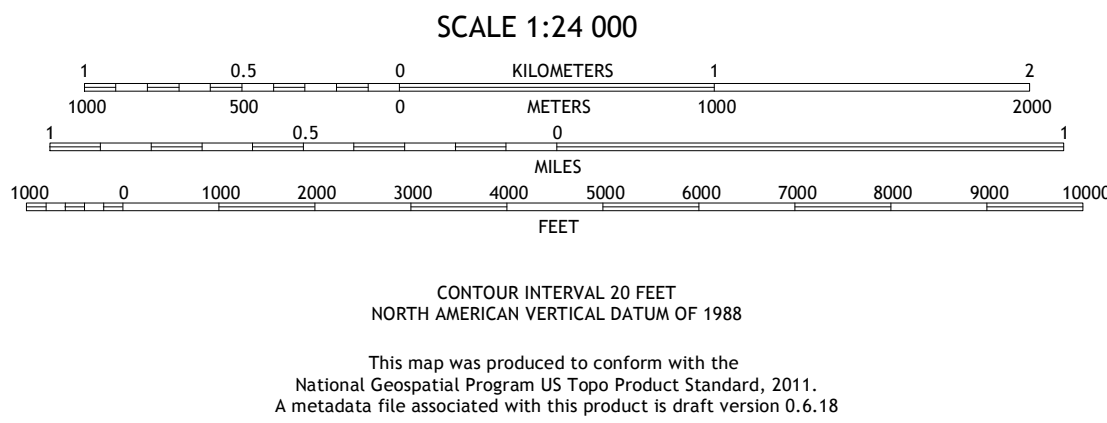 SCALE 1:24 000
1 0.5 0 KILOMETERS 1 2
1000 500 0 METERS 1000 2000
1 0.5 0 1
MILES
1000 0 1000 2000 3000 4000 5000 6000 7000 8000 9000 10000
FEET
CONTOUR INTERVAL 20 FEET
NORTH AMERICAN VERTICAL DATUM OF 1988
This map was produced to conform with the
National Geospatial Program US Topo Product Standard, 2011.
A metadata file associated with this product is draft version 0.6.18